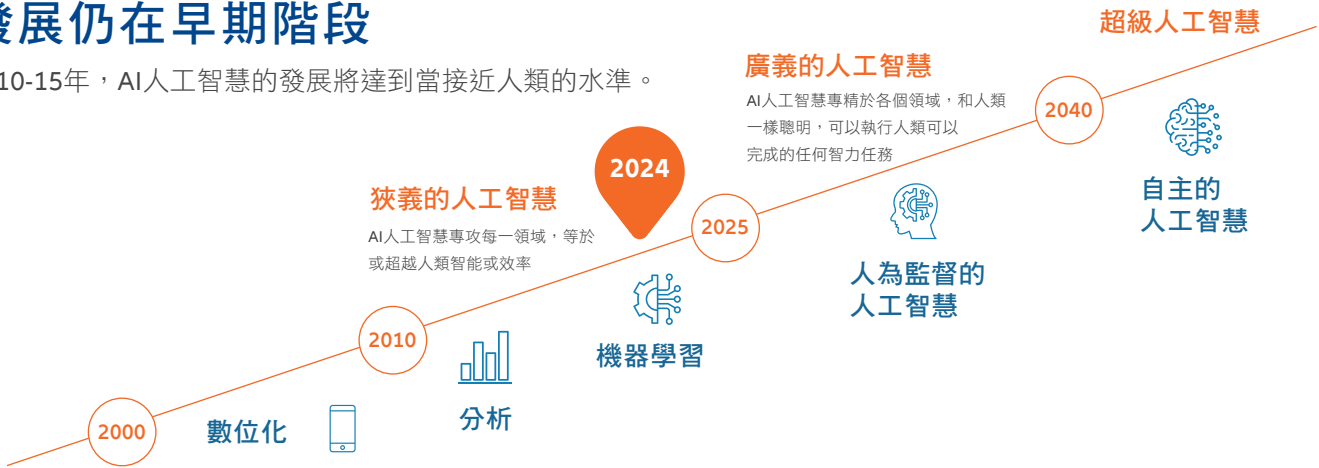 發展仍在早期階段
10-15年，AI人工智慧的發展將達到當接近人類的水準。
超級人工智慧
廣義的人工智慧
AI人工智慧專精於各個領域，和人類
一樣聰明，可以執行人類可以
完成的任何智力任務
2040
2024
狹義的人工智慧
AI人工智慧專攻每一領域，等於
或超越人類智能或效率
2025
自主的
人工智慧
人為監督的
人工智慧
2010
機器學習
分析
2000
數位化